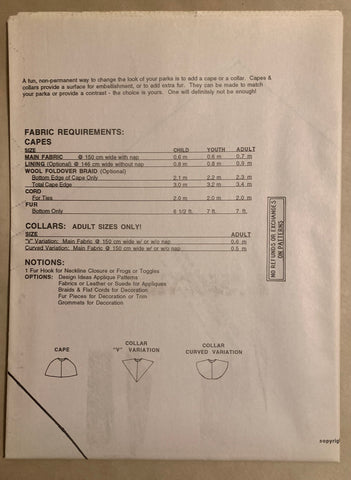 A fun, non-permanent way to change the look of your parks is to add a cape or a collar. Capes &
collars provide a surface for embellishment, or to add extra fur. They can be made to match
your parka or provide a contrast - the choice is yours. One will definitely not be enough!
FABRIC REQUIREMENTS:
CAPES
SIZE CHILD YOUTH ADULT
MAIN FABRIC @ 150 cm wide with nap 0.6 m 0.6 m 0.7 m
LINING (Optional) @ 146 cm wide without nap 0.8 m 0.8 m 0.9 m
WOOL FOLDOVER BRAID (Optional)
Bottom Edge of Cape Only 2.1 m 2.2 m 2.3 m
Total Cape Edge 3.0 m 3.2 m 3.4 m
CORD
For Ties 2.0 m 2.0 m 2.0 m
FUR
Bottom Only 6 1/2 ft. 7 ft. 7 ft.
COLLARS: ADULT SIZES ONLY!
SIZE ADULT
"V" Variation: Main Fabric @ 150 cm wide w/ or w/o nap 0.6 m
Curved Variation: Main Fabric @ 150 cm wide w/ or w/o nap 0.5 m
NOTIONS:
1 Fur Hook for Neckline Closure or Frogs or Toggles
OPTIONS: Design Ideas Applique Patterns
Fabrics or Leather or Suede for Appliques
Braids & Flat Cords for Decoration
Fur Pieces for Decoration or Trim
Grommets for Decoration
NO REFUNDS OR EXCHANGES
ON PATTERNS
CAPE
COLLAR
"V" VARIATION
COLLAR
CURVED VARIATION
copyrig